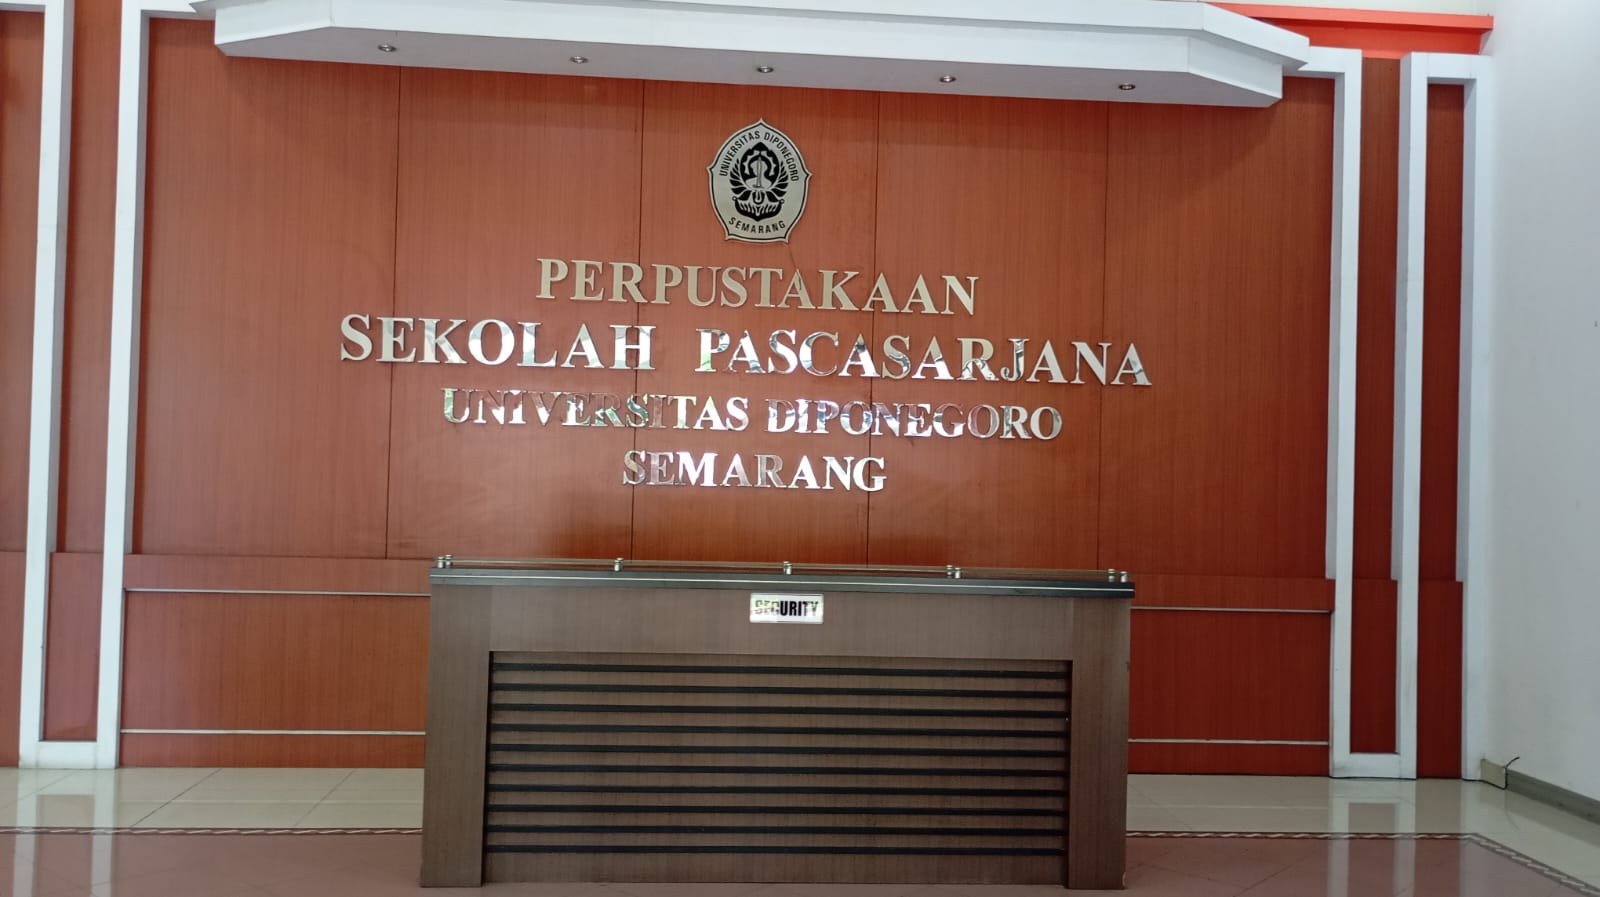 UNIVERSITAS DIPONEGORO
SEMARANG
PERPUSTAKAAN
SEKOLAH PASCASARJANA
UNIVERSITAS DIPONEGORO
SEMARANG
SECURITY